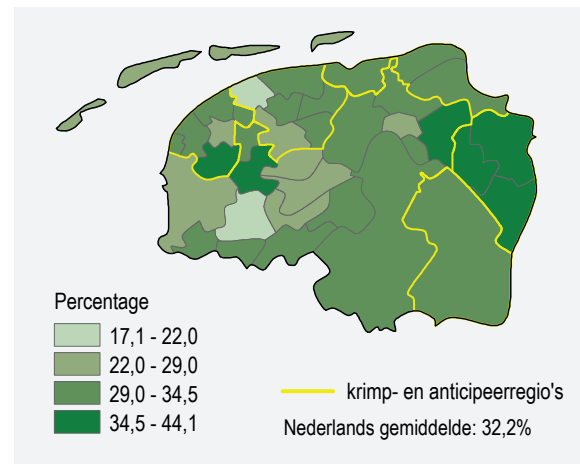 Percentage
17,1 - 22,0
22,0 - 29,0
29,0 - 34,5
34,5 - 44,1
krimp- en anticipeerregio's
Nederlands gemiddelde: 32,2%